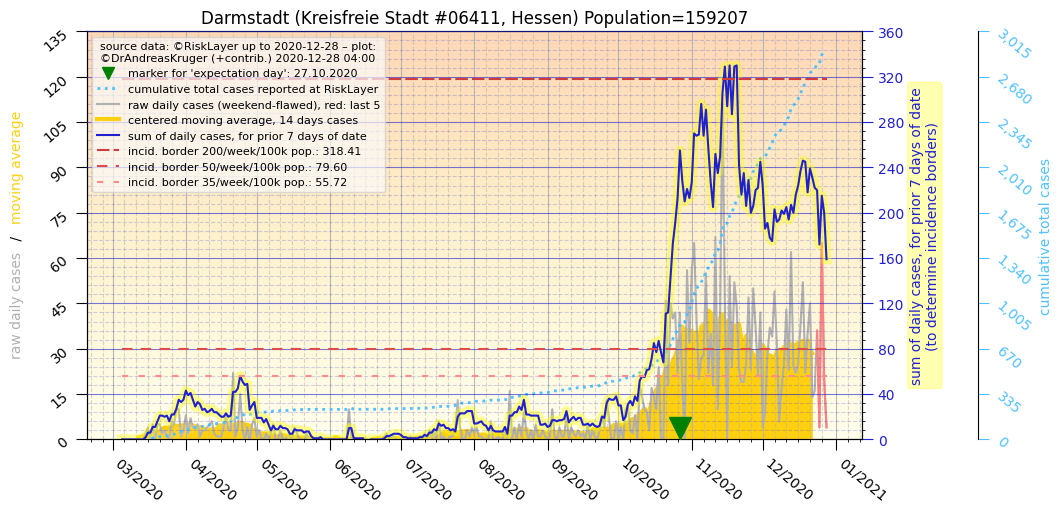 Darmstadt (Kreisfreie Stadt #06411, Hessen) Population=159207
source data: ©RiskLayer up to 2020-12-28 – plot:
©DrAndreasKruger (+contrib.) 2020-12-28 04:00
marker for 'expectation day': 27.10.2020
cumulative total cases reported at RiskLayer
raw daily cases (weekend-flawed), red: last 5
centered moving average, 14 days cases
sum of daily cases, for prior 7 days of date
incid. border 200/week/100k pop.: 318.41
incid. border 50/week/100k pop.: 79.60
incid. border 35/week/100k pop.: 55.72
raw daily cases / moving average
135
120
105
90
75
60
45
30
15
0
03/2020
04/2020
05/2020
06/2020
07/2020
08/2020
09/2020
10/2020
11/2020
12/2020
01/2021
360
320
280
240
200
160
120
80
40
0
sum of daily cases, for prior 7 days of date
(to determine incidence borders)
3,015
2,680
2,345
2,010
1,675
1,340
1,005
670
335
0
cumulative total cases